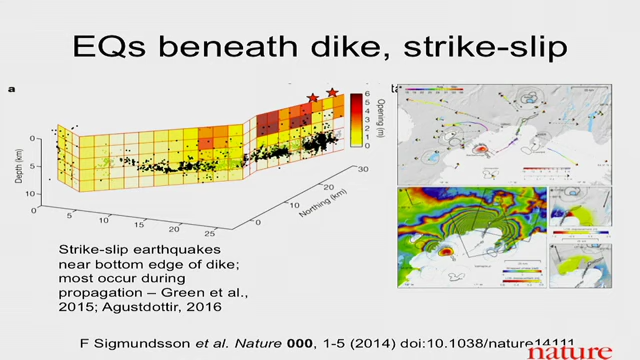 EQs beneath dike, strike-slip
a
6
5
4
3
2
1
0
Opening (m)
Depth (km)
0
5
10
0
5
10
15
20
25
0
10
20
30
Northing (km)
Strike-slip earthquakes
near bottom edge of dike;
most occur during
propagation – Green et al.,
2015; Agustdottir, 2016
F Sigmundsson et al. Nature 000, 1-5 (2014) doi:10.1038/nature14111
nature